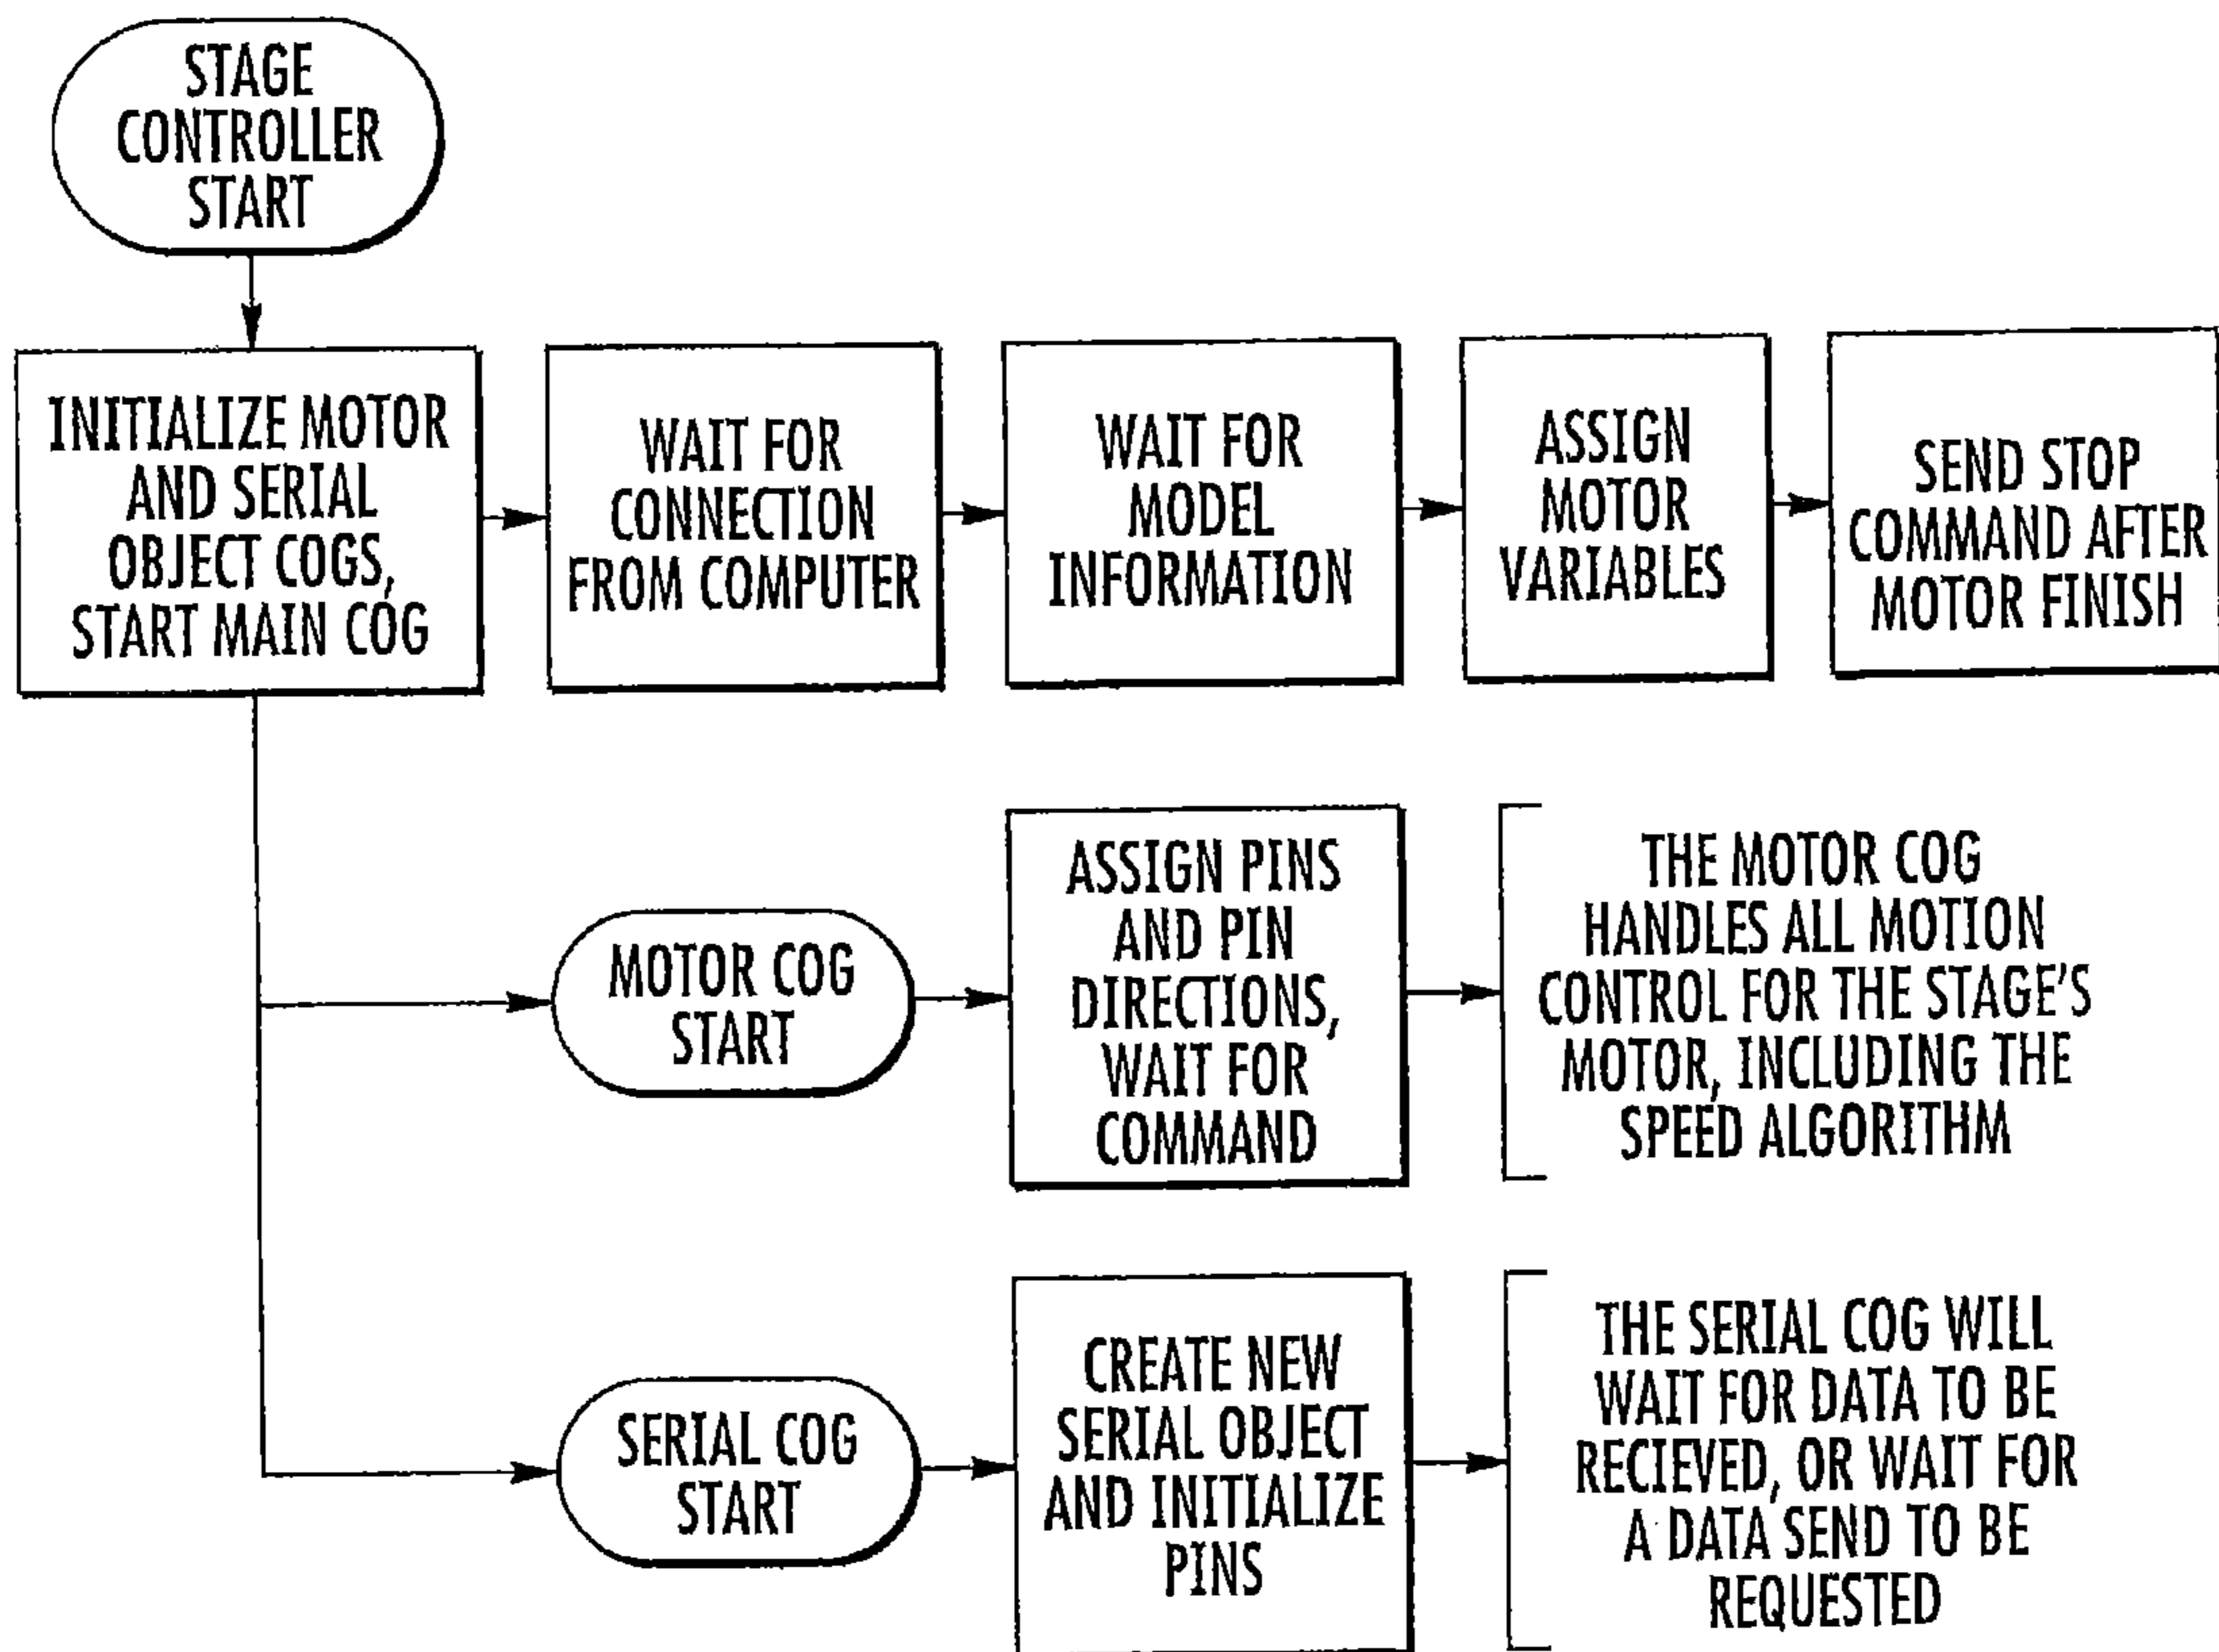 STAGE
CONTROLLER
START
INITIALIZE MOTOR
AND SERIAL
OBJECT COGS,
START MAIN COG
WAIT FOR
CONNECTION
FROM COMPUTER
WAIT FOR
MODEL
INFORMATION
ASSIGN
MOTOR
VARIABLES
SEND STOP
COMMAND AFTER
MOTOR FINISH
MOTOR COG
START
ASSIGN PINS
AND PIN
DIRECTIONS,
WAIT FOR
COMMAND
THE MOTOR COG
HANDLES ALL MOTION
CONTROL FOR THE STAGE'S
MOTOR, INCLUDING THE
SPEED ALGORITHM
SERIAL COG
START
CREATE NEW
SERIAL OBJECT
AND INITIALIZE
PINS
THE SERIAL COG WILL
WAIT FOR DATA TO BE
RECIEVED, OR WAIT FOR
A DATA SEND TO BE
REQUESTED